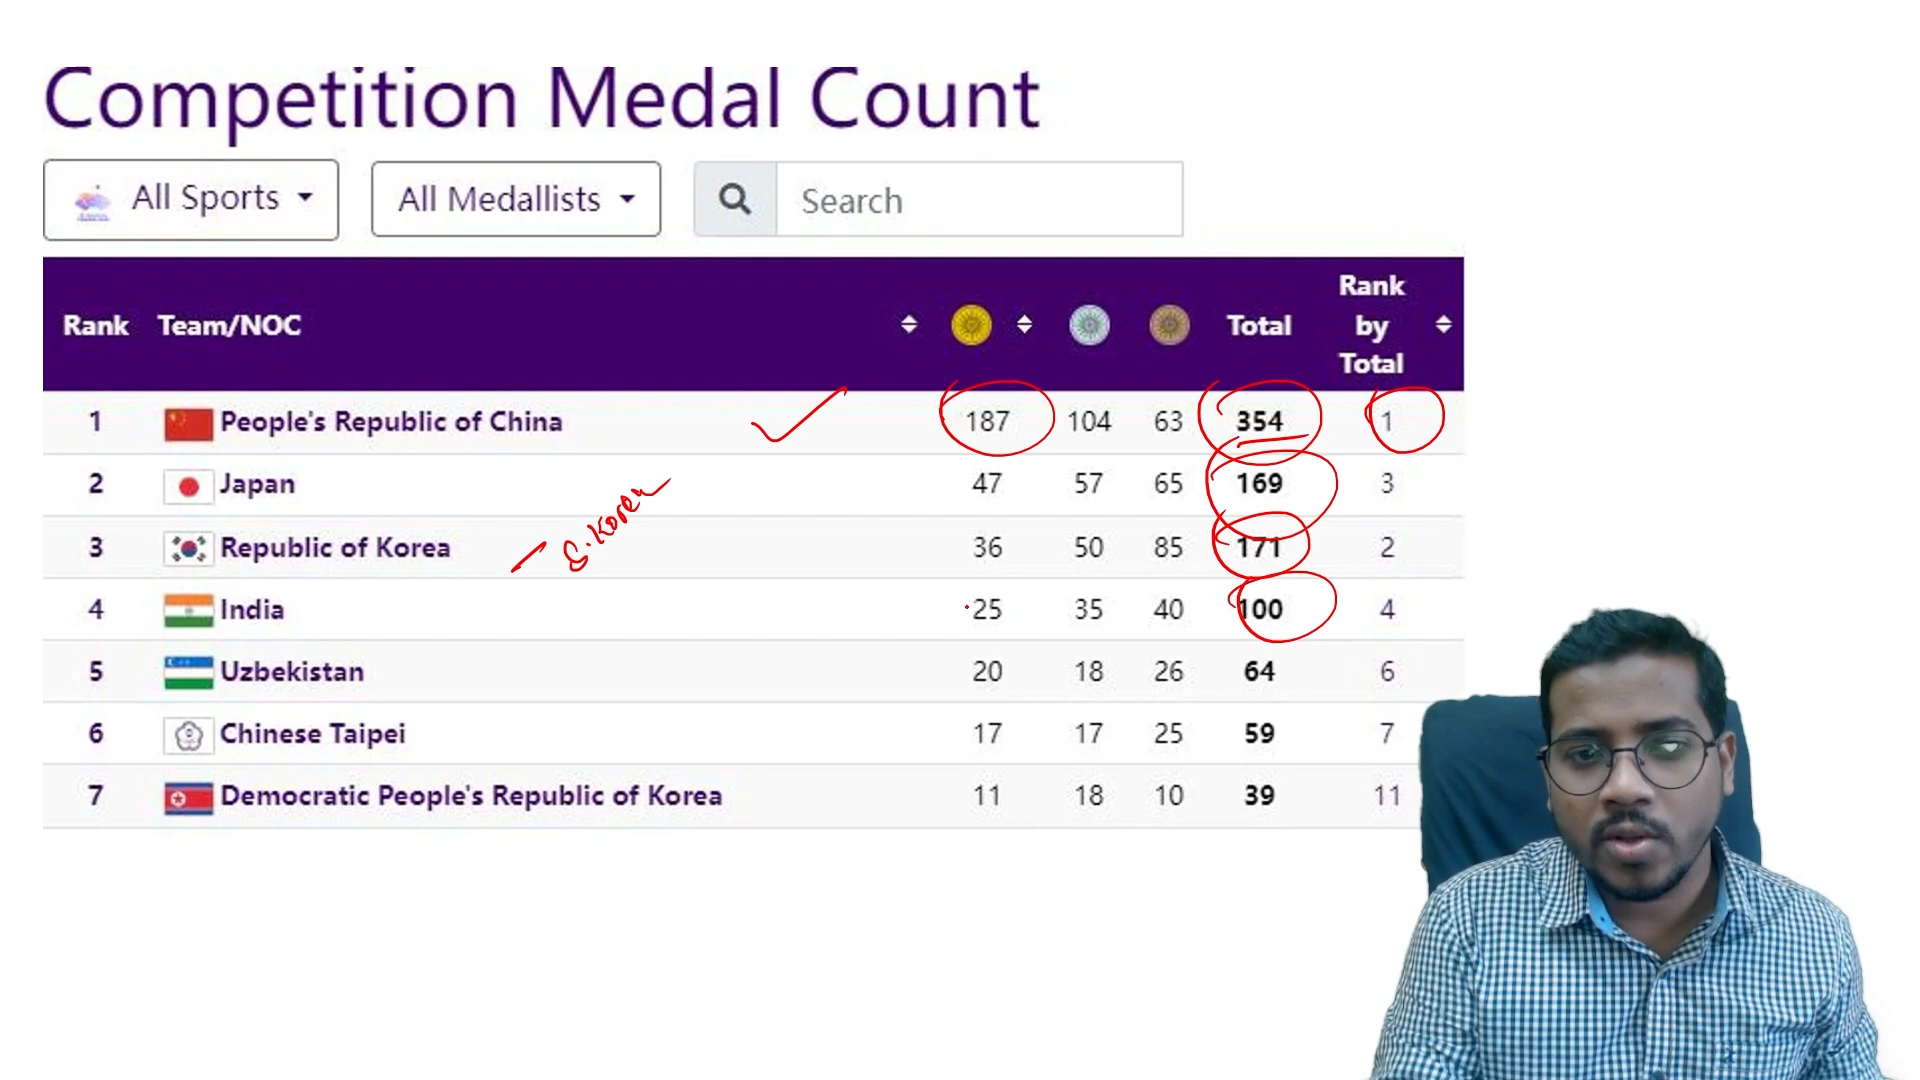 Competition Medal Count
All Sports All Medallists Search
Rank Team/NOC Total Rank by Total
1 People's Republic of China 187 104 63 354 1
2 Japan 47 57 65 169 3
S. Korea
3 Republic of Korea 36 50 85 171 2
4 India 25 35 40 100 4
5 Uzbekistan 20 18 26 64 6
6 Chinese Taipei 17 17 25 59 7
7 Democratic People's Republic of Korea 11 18 10 39 11